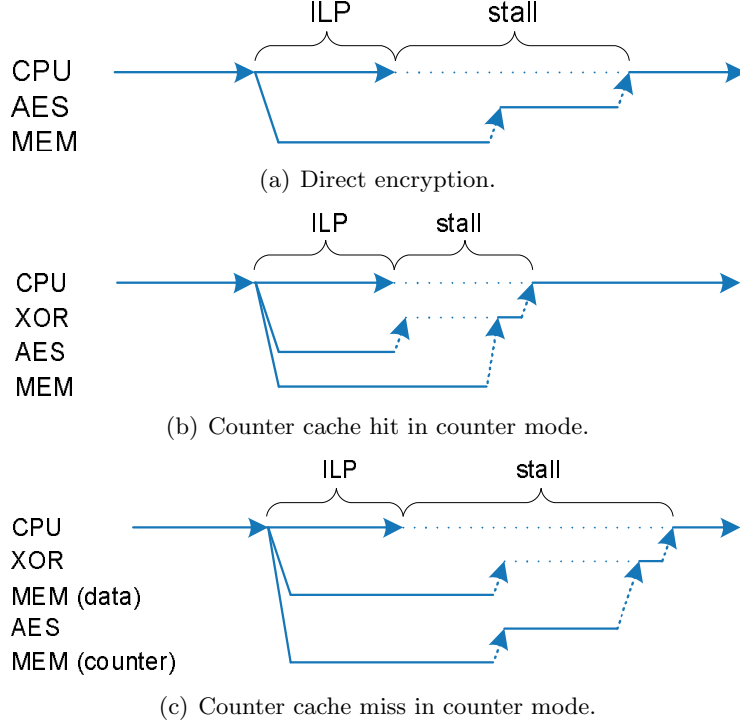 ILP stall
CPU
AES
MEM
(a) Direct encryption.
ILP stall
CPU
XOR
AES
MEM
(b) Counter cache hit in counter mode.
ILP stall
CPU
XOR
MEM (data)
AES
MEM (counter)
(c) Counter cache miss in counter mode.